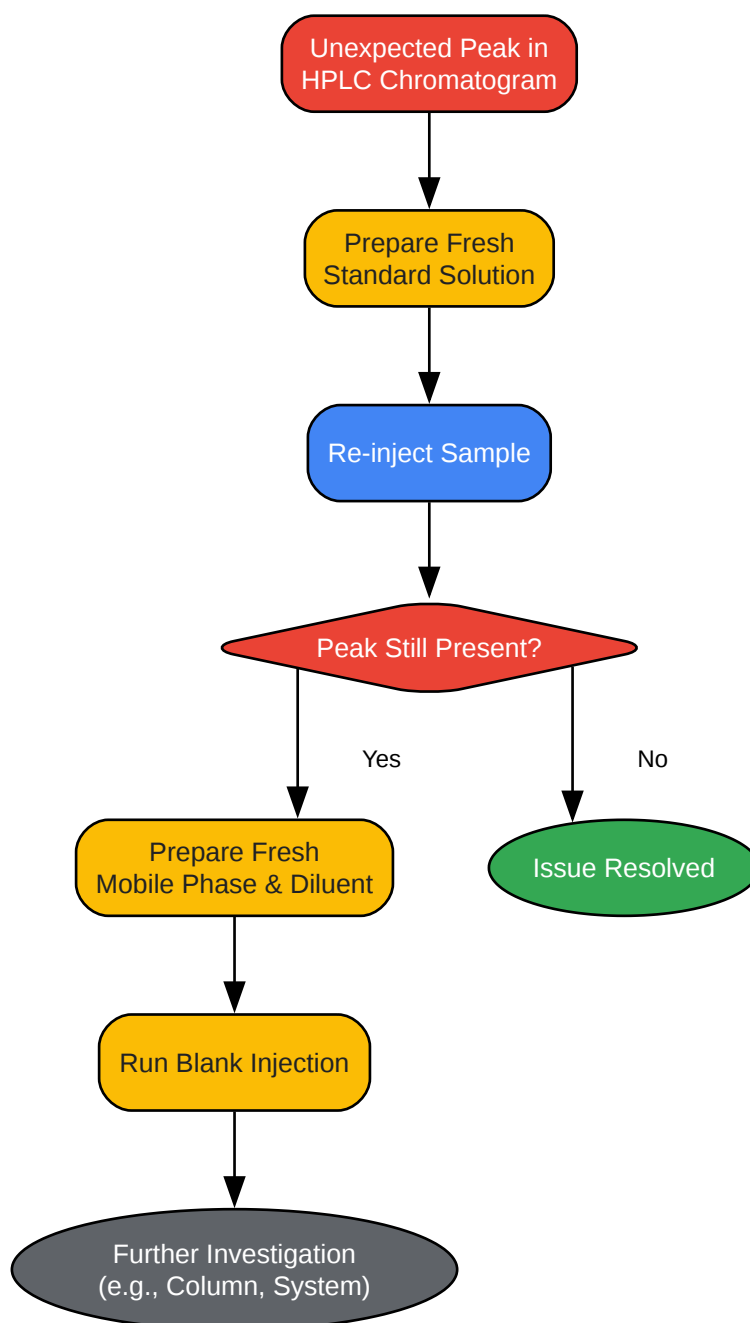 Unexpected Peak in
HPLC Chromatogram
Prepare Fresh
Standard Solution
Re-inject Sample
Peak Still Present?
Yes
No
Prepare Fresh
Mobile Phase & Diluent
Issue Resolved
Run Blank Injection
Further Investigation
(e.g., Column, System)